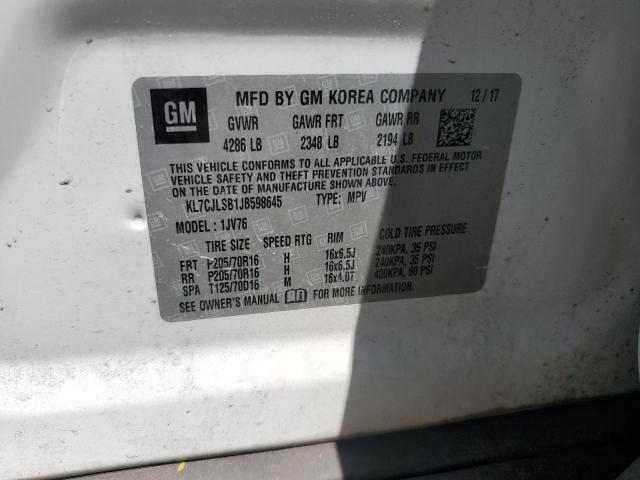 GM MFD BY GM KOREA COMPANY 12/17
GVWR GAWR FRT GAWR RR
4286 LB 2348 LB 2194 LB
THIS VEHICLE CONFORMS TO ALL APPLICABLE U.S. FEDERAL MOTOR
VEHICLE SAFETY AND THEFT PREVENTION STANDARDS IN EFFECT
ON THE DATE OF MANUFACTURE SHOWN ABOVE.
KL7CJLSB1JB598645 TYPE: MPV
MODEL: 1JV76
TIRE SIZE SPEED RTG RIM COLD TIRE PRESSURE
FRT P205/70R16 H 16x6.5J 240KPA, 35 PSI
RR P205/70R16 H 16x6.5J 240KPA, 35 PSI
SPA T125/70D16 M 16x4.0T 420KPA, 60 PSI
SEE OWNER'S MANUAL FOR MORE INFORMATION.